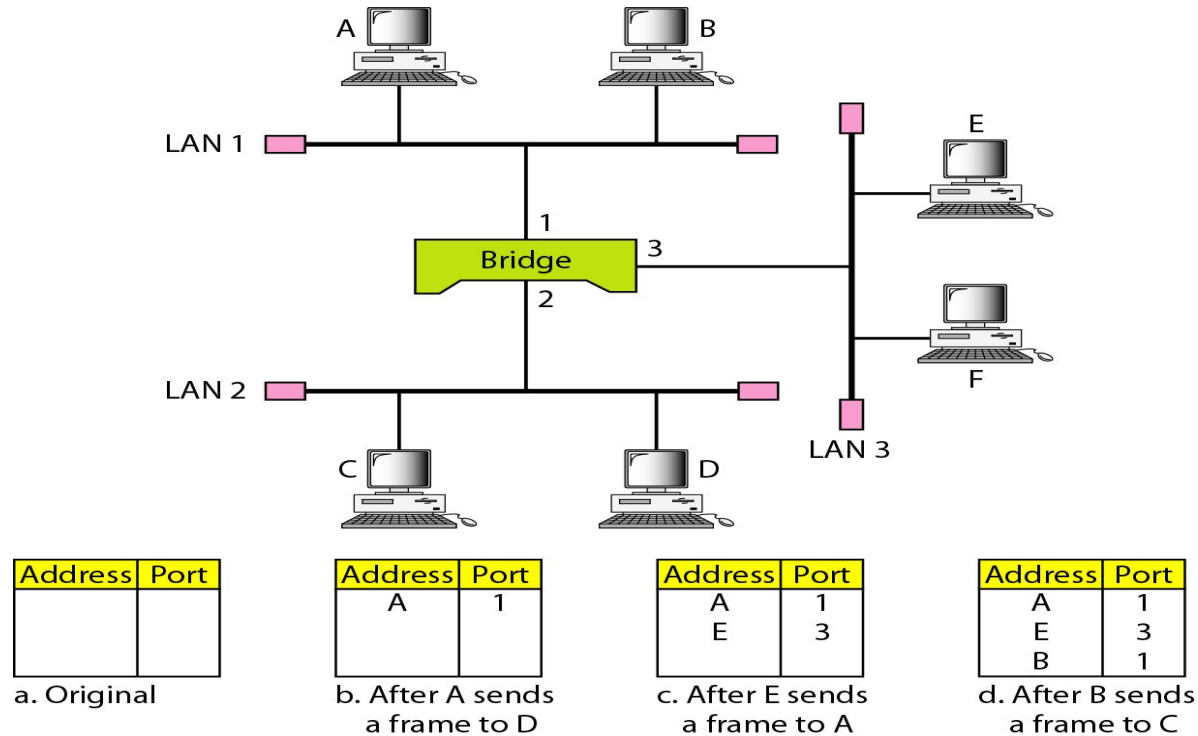 A
B
E
LAN 1
1
Bridge
3
2
LAN 2
F
LAN 3
C
D
Address Port
a. Original
Address Port
A 1
b. After A sends
a frame to D
Address Port
A 1
E 3
c. After E sends
a frame to A
Address Port
A 1
E 3
B 1
d. After B sends
a frame to C